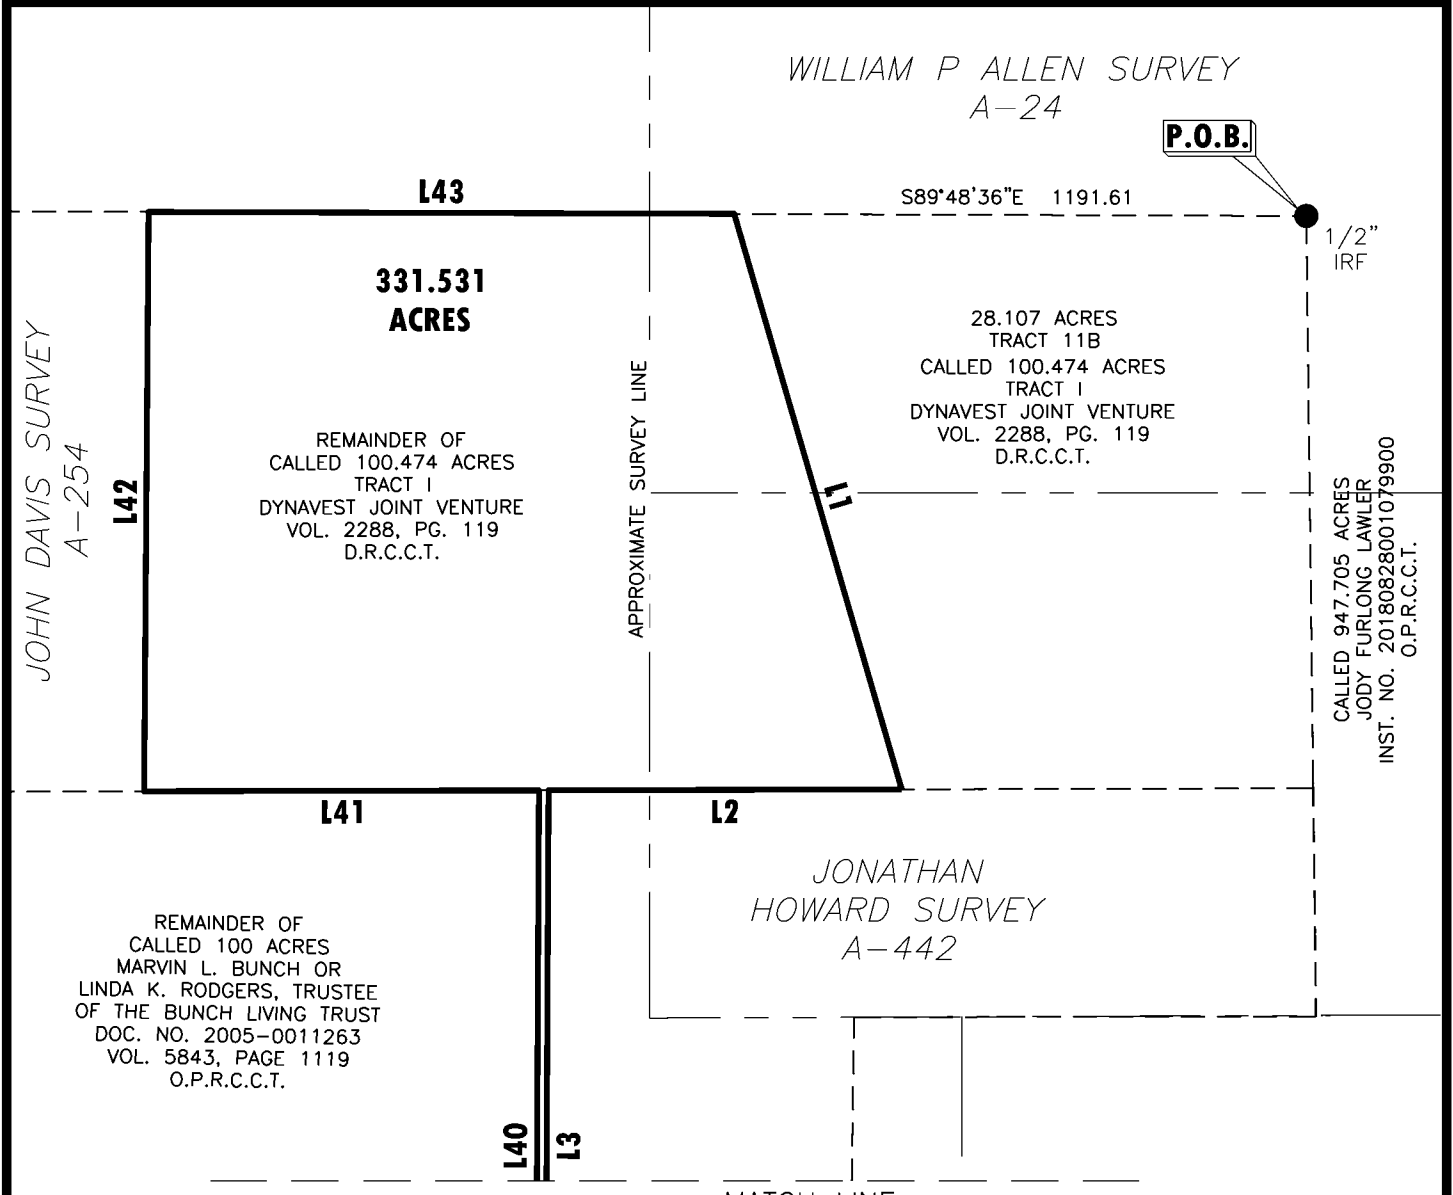 WILLIAM P ALLEN SURVEY
A-24
P.O.B.
L43
S89°48'36"E 1191.61
1/2"
IRF
331.531
ACRES
28.107 ACRES
TRACT 11B
CALLED 100.474 ACRES
TRACT I
DYNAVEST JOINT VENTURE
VOL. 2288, PG. 119
D.R.C.C.T.
JOHN DAVIS SURVEY
A-254
L42
REMAINDER OF
CALLED 100.474 ACRES
TRACT I
DYNAVEST JOINT VENTURE
VOL. 2288, PG. 119
D.R.C.C.T.
APPROXIMATE SURVEY LINE
L1
CALLED 947.705 ACRES
JODY FURLONG LAWLER
INST. NO. 20180828001079900
O.P.R.C.C.T.
L41
L2
JONATHAN
HOWARD SURVEY
A-442
REMAINDER OF
CALLED 100 ACRES
MARVIN L. BUNCH OR
LINDA K. RODGERS, TRUSTEE
OF THE BUNCH LIVING TRUST
DOC. NO. 2005-0011263
VOL. 5843, PAGE 1119
O.P.R.C.C.T.
L40
L3
MATCH LINE